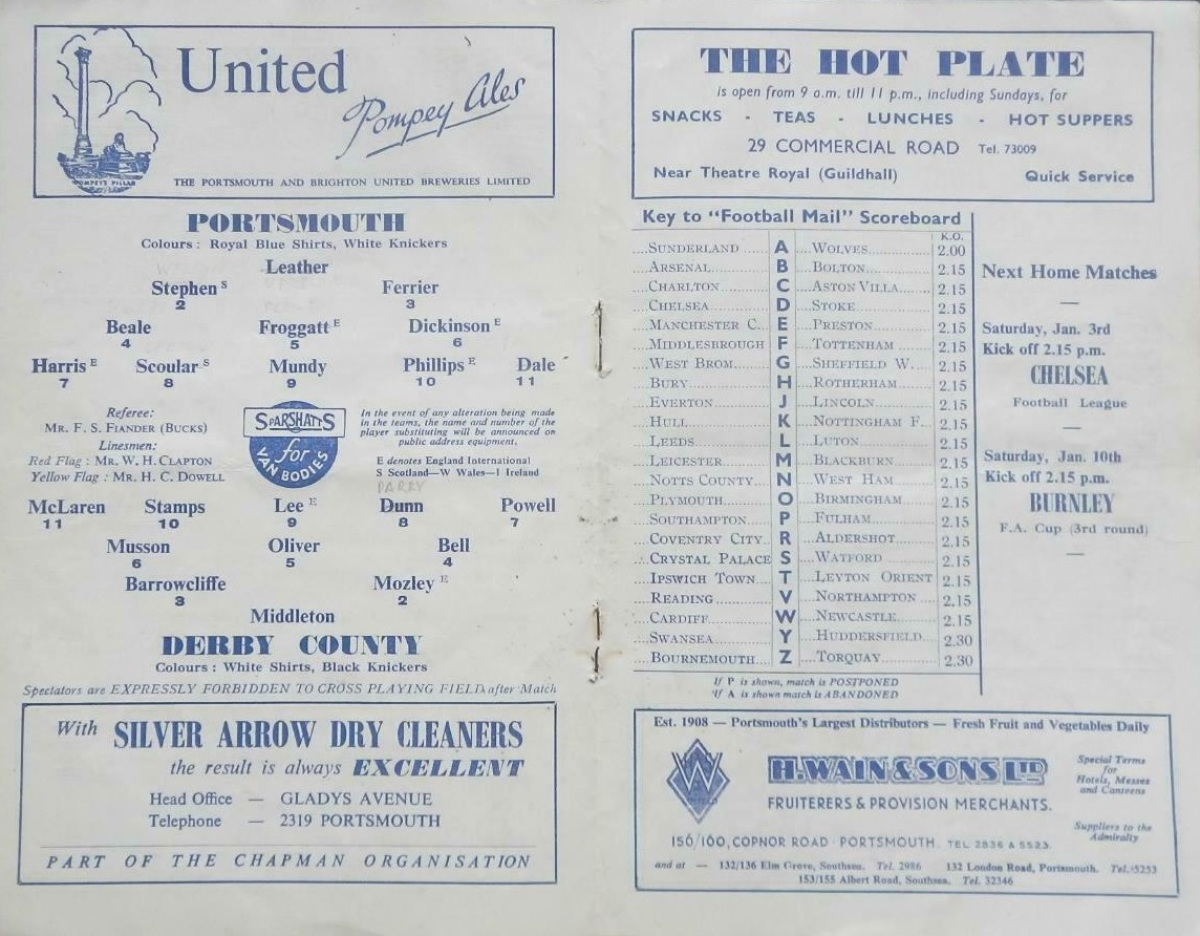 United
Pompey Ales
POMPEY'S PILLAR
THE PORTSMOUTH AND BRIGHTON UNITED BREWERIES LIMITED
PORTSMOUTH
Colours : Royal Blue Shirts, White Knickers
Leather
Stephen S Ferrier
2 3
Beale Froggatt E Dickinson E
4 5 6
Harris E Scoular S Mundy Phillips E Dale
7 8 9 10 11
Referee:
MR. F. S. FIANDER (BUCKS)
Linesmen:
Red Flag : MR. W. H. CLAPTON
Yellow Flag : MR. H. C. DOWELL
SPARSHATTS
for
VAN BODIES
In the event of any alteration being made
in the teams, the name and number of the
player substituting will be announced on
public address equipment.
E denotes England International
S Scotland—W Wales—I Ireland
PARRY
McLaren Stamps Lee E Dunn Powell
11 10 9 8 7
Musson Oliver Bell
6 5 4
Barrowcliffe Mozley E
3 2
Middleton
DERBY COUNTY
Colours : White Shirts, Black Knickers
Spectators are EXPRESSLY FORBIDDEN TO CROSS PLAYING FIELD after Match
With SILVER ARROW DRY CLEANERS
the result is always EXCELLENT
Head Office — GLADYS AVENUE
Telephone — 2319 PORTSMOUTH
PART OF THE CHAPMAN ORGANISATION
THE HOT PLATE
is open from 9 a.m. till 11 p.m., including Sundays, for
SNACKS - TEAS - LUNCHES - HOT SUPPERS
29 COMMERCIAL ROAD Tel. 73009
Near Theatre Royal (Guildhall) Quick Service
Key to "Football Mail" Scoreboard
K.O.
...SUNDERLAND A ...WOLVES 2.00
...ARSENAL B ...BOLTON 2.15
...CHARLTON C ...ASTON VILLA 2.15
...CHELSEA D ...STOKE 2.15
...MANCHESTER C. E ...PRESTON 2.15
...MIDDLESBROUGH F ...TOTTENHAM 2.15
...WEST BROM G ...SHEFFIELD W. 2.15
...BURY H ...ROTHERHAM 2.15
...EVERTON J ...LINCOLN 2.15
...HULL K ...NOTTINGHAM F. 2.15
...LEEDS L ...LUTON 2.15
...LEICESTER M ...BLACKBURN 2.15
...NOTTS COUNTY N ...WEST HAM 2.15
...PLYMOUTH O ...BIRMINGHAM 2.15
...SOUTHAMPTON P ...FULHAM 2.15
...COVENTRY CITY R ...ALDERSHOT 2.15
...CRYSTAL PALACE S ...WATFORD 2.15
...IPSWICH TOWN T ...LEYTON ORIENT 2.15
...READING V ...NORTHAMPTON 2.15
...CARDIFF W ...NEWCASTLE 2.15
...SWANSEA Y ...HUDDERSFIELD 2.30
...BOURNEMOUTH Z ...TORQUAY 2.30
If P is shown, match is POSTPONED
If A is shown match is ABANDONED
Next Home Matches
—
Saturday, Jan. 3rd
Kick off 2.15 p.m.
CHELSEA
Football League
—
Saturday, Jan. 10th
Kick off 2.15 p.m.
BURNLEY
F.A. Cup (3rd round)
—
Est. 1908 — Portsmouth's Largest Distributors — Fresh Fruit and Vegetables Daily
W
H.WAIN & SONS LTD
FRUITERERS & PROVISION MERCHANTS.
Special Terms
for
Hotels, Messes
and Canteens
Suppliers to the
Admiralty
156/160, COPNOR ROAD PORTSMOUTH. TEL 2836 & 5523.
and at — 132/136 Elm Grove, Southsea. Tel. 2986 132 London Road, Portsmouth. Tel. 5253
153/155 Albert Road, Southsea. Tel. 32346